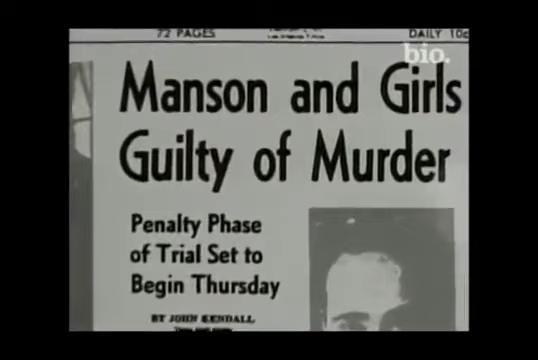 72 PAGES
DAILY 10c
bio.
Manson and Girls
Guilty of Murder
Penalty Phase
of Trial Set to
Begin Thursday
BY JOHN KENDALL